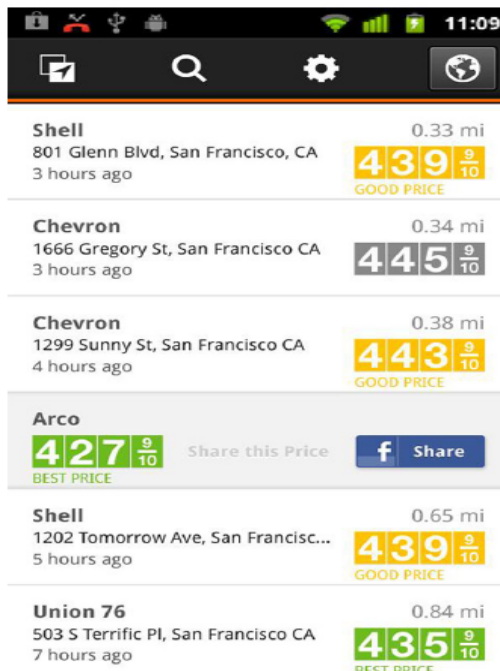 11:09
Shell
0.33 mi
801 Glenn Blvd, San Francisco, CA
439 9/10
3 hours ago
GOOD PRICE
Chevron
0.34 mi
1666 Gregory St, San Francisco CA
445 9/10
3 hours ago
Chevron
0.38 mi
1299 Sunny St, San Francisco CA
443 9/10
4 hours ago
GOOD PRICE
Arco
427 9/10
Share this Price
f Share
BEST PRICE
Shell
0.65 mi
1202 Tomorrow Ave, San Francisc...
439 9/10
5 hours ago
GOOD PRICE
Union 76
0.84 mi
503 S Terrific Pl, San Francisco CA
435 9/10
7 hours ago
BEST PRICE